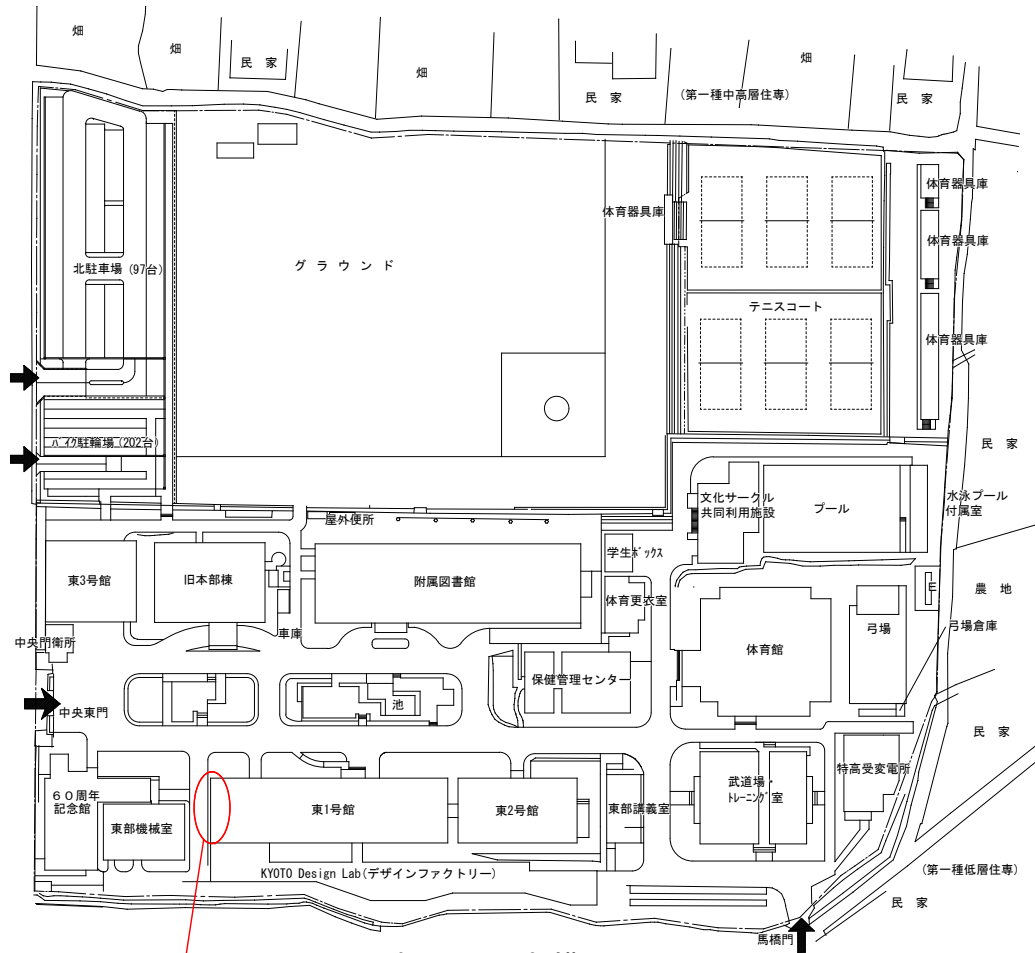 畑
畑
民 家
畑
民 家
(第一種中高層住専)
畑
民 家
体育器具庫
体育器具庫
体育器具庫
グ ラ ウ ン ド
北駐車場 (97台)
テニスコート
体育器具庫
バイク駐輪場 (202台)
民 家
文化サークル
共同利用施設
プール
水泳プール
付属室
屋外便所
学生ボックス
東3号館
旧本部棟
附属図書館
体育更衣室
農 地
弓場
弓場倉庫
車庫
中央門衛所
体育館
保健管理センター
池
中央東門
民 家
特高受変電所
武道場・
トレーニング室
60周年
記念館
東1号館
東2号館
東部講義室
東部機械室
KYOTO Design Lab(デザインファクトリー)
(第一種低層住専)
民 家
馬橋門